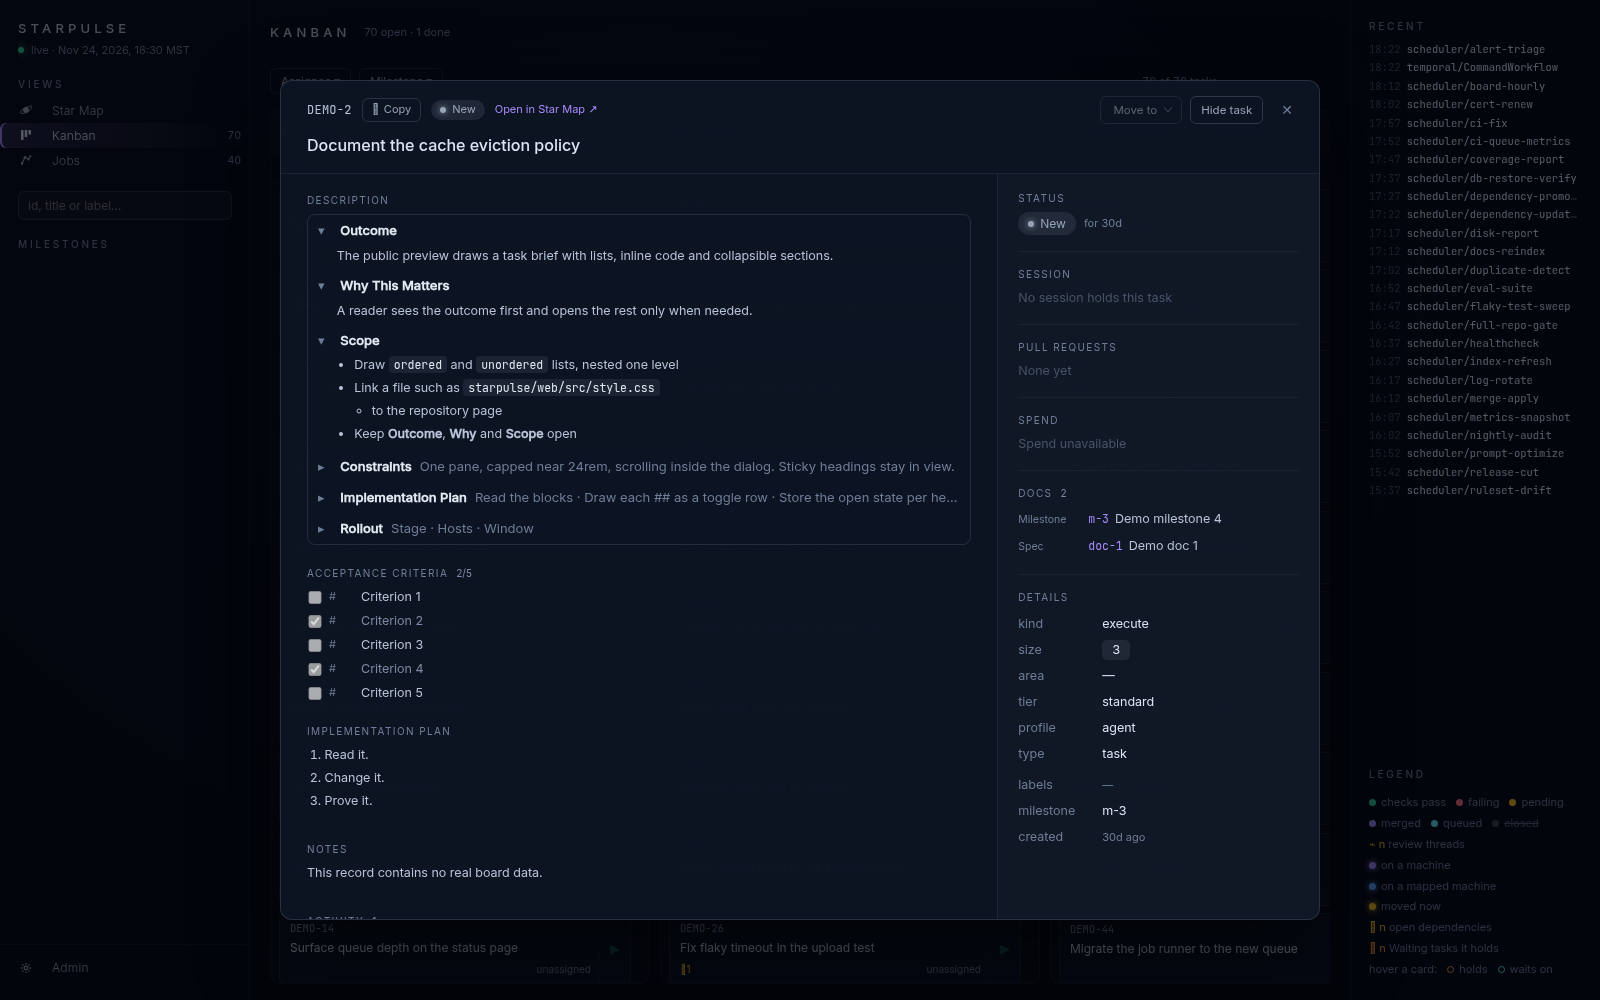 STARPULSE
live · Nov 24, 2026, 18:30 MST
VIEWS
Star Map
Kanban 70
Jobs 40
id, title or label...
MILESTONES
Admin
KANBAN 70 open · 1 done
DEMO-2 Copy New Open in Star Map ↗ Move to Hide task ✕
Document the cache eviction policy
DESCRIPTION
▾ Outcome
The public preview draws a task brief with lists, inline code and collapsible sections.
▾ Why This Matters
A reader sees the outcome first and opens the rest only when needed.
▾ Scope
• Draw ordered and unordered lists, nested one level
• Link a file such as starpulse/web/src/style.css
◦ to the repository page
• Keep Outcome, Why and Scope open
▸ Constraints One pane, capped near 24rem, scrolling inside the dialog. Sticky headings stay in view.
▸ Implementation Plan Read the blocks · Draw each ## as a toggle row · Store the open state per he...
▸ Rollout Stage · Hosts · Window
ACCEPTANCE CRITERIA 2/5
# Criterion 1
# Criterion 2
# Criterion 3
# Criterion 4
# Criterion 5
IMPLEMENTATION PLAN
1. Read it.
2. Change it.
3. Prove it.
NOTES
This record contains no real board data.
STATUS
New for 30d
SESSION
No session holds this task
PULL REQUESTS
None yet
SPEND
Spend unavailable
DOCS 2
Milestone m-3 Demo milestone 4
Spec doc-1 Demo doc 1
DETAILS
kind execute
size 3
area —
tier standard
profile agent
type task
labels —
milestone m-3
created 30d ago
DEMO-14
Surface queue depth on the status page
unassigned
DEMO-26
Fix flaky timeout in the upload test
1 unassigned
DEMO-44
Migrate the job runner to the new queue
RECENT
18:22 scheduler/alert-triage
18:22 temporal/CommandWorkflow
18:12 scheduler/board-hourly
18:02 scheduler/cert-renew
17:57 scheduler/ci-fix
17:52 scheduler/ci-queue-metrics
17:47 scheduler/coverage-report
17:37 scheduler/db-restore-verify
17:27 scheduler/dependency-promo…
17:22 scheduler/dependency-updat…
17:17 scheduler/disk-report
17:12 scheduler/docs-reindex
17:02 scheduler/duplicate-detect
16:52 scheduler/eval-suite
16:47 scheduler/flaky-test-sweep
16:42 scheduler/full-repo-gate
16:37 scheduler/healthcheck
16:27 scheduler/index-refresh
16:17 scheduler/log-rotate
16:12 scheduler/merge-apply
16:07 scheduler/metrics-snapshot
16:02 scheduler/nightly-audit
15:52 scheduler/prompt-optimize
15:42 scheduler/release-cut
15:37 scheduler/ruleset-drift
LEGEND
checks pass failing pending
merged queued closed
n review threads
on a machine
on a mapped machine
moved now
n open dependencies
n Waiting tasks it holds
hover a card: holds waits on